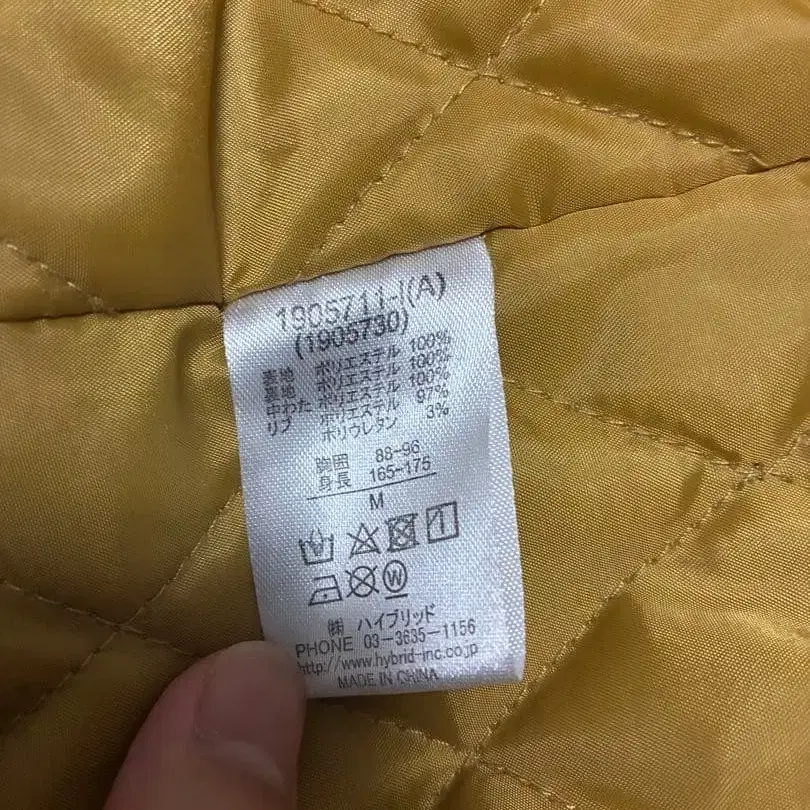 1905711-I(A)
(1905730)
表地 ポリエステル 100%
裏地 ポリエステル 100%
中わた ポリエステル 100%
リブ ポリエステル 97%
ポリウレタン 3%
胸囲 88~96
身長 165~175
M
W
㈱ ハイブリッド
PHONE 03-3635-1156
http://www.hybrid-inc.co.jp
MADE IN CHINA